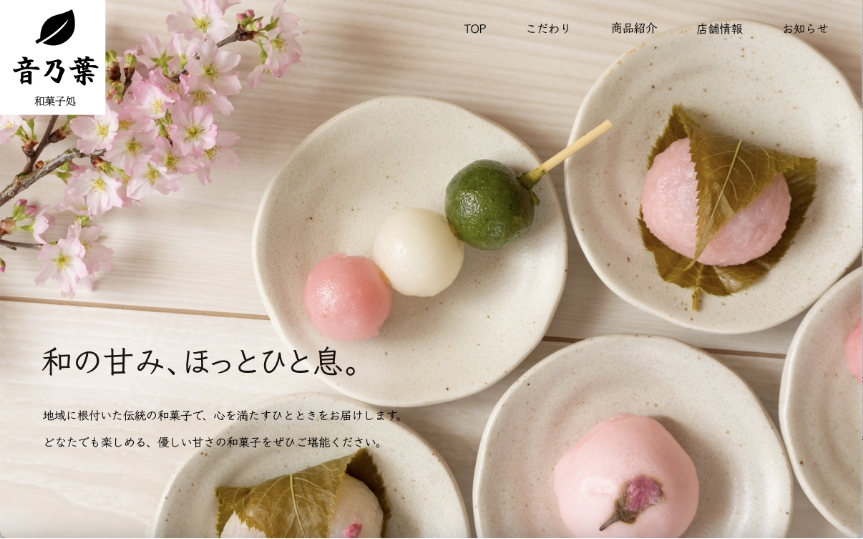 音乃葉
和菓子処
TOP
こだわり
商品紹介
店舗情報
お知らせ
和の甘み、ほっとひと息。
地域に根付いた伝統の和菓子で、心を満たすひとときをお届けします。
どなたでも楽しめる、優しい甘さの和菓子をぜひご堪能ください。